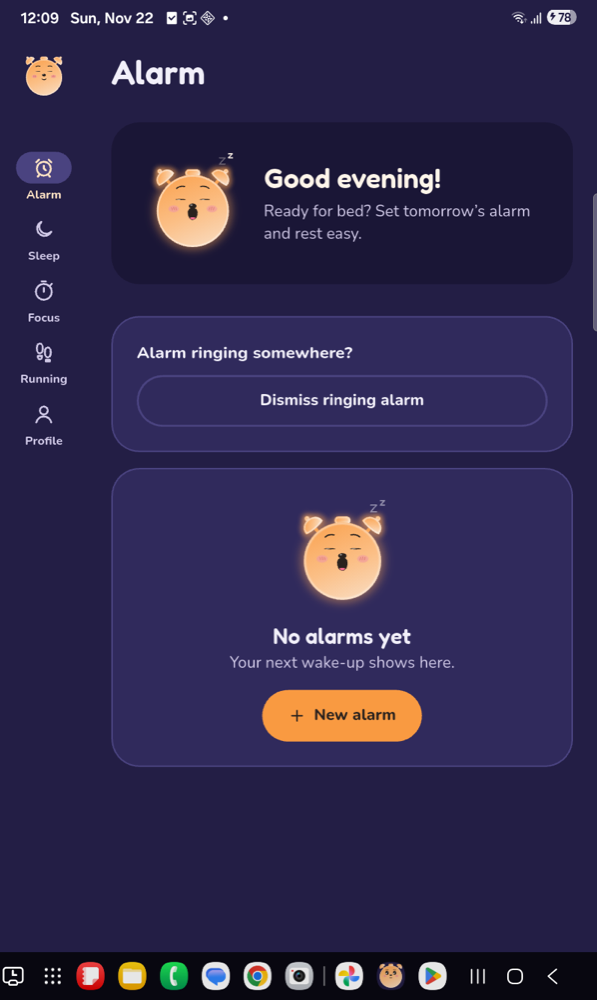 12:09 Sun, Nov 22
78
Alarm
z z
Good evening!
Ready for bed? Set tomorrow's alarm
and rest easy.
Alarm
Sleep
Focus
Running
Profile
Alarm ringing somewhere?
Dismiss ringing alarm
z z
No alarms yet
Your next wake-up shows here.
+ New alarm